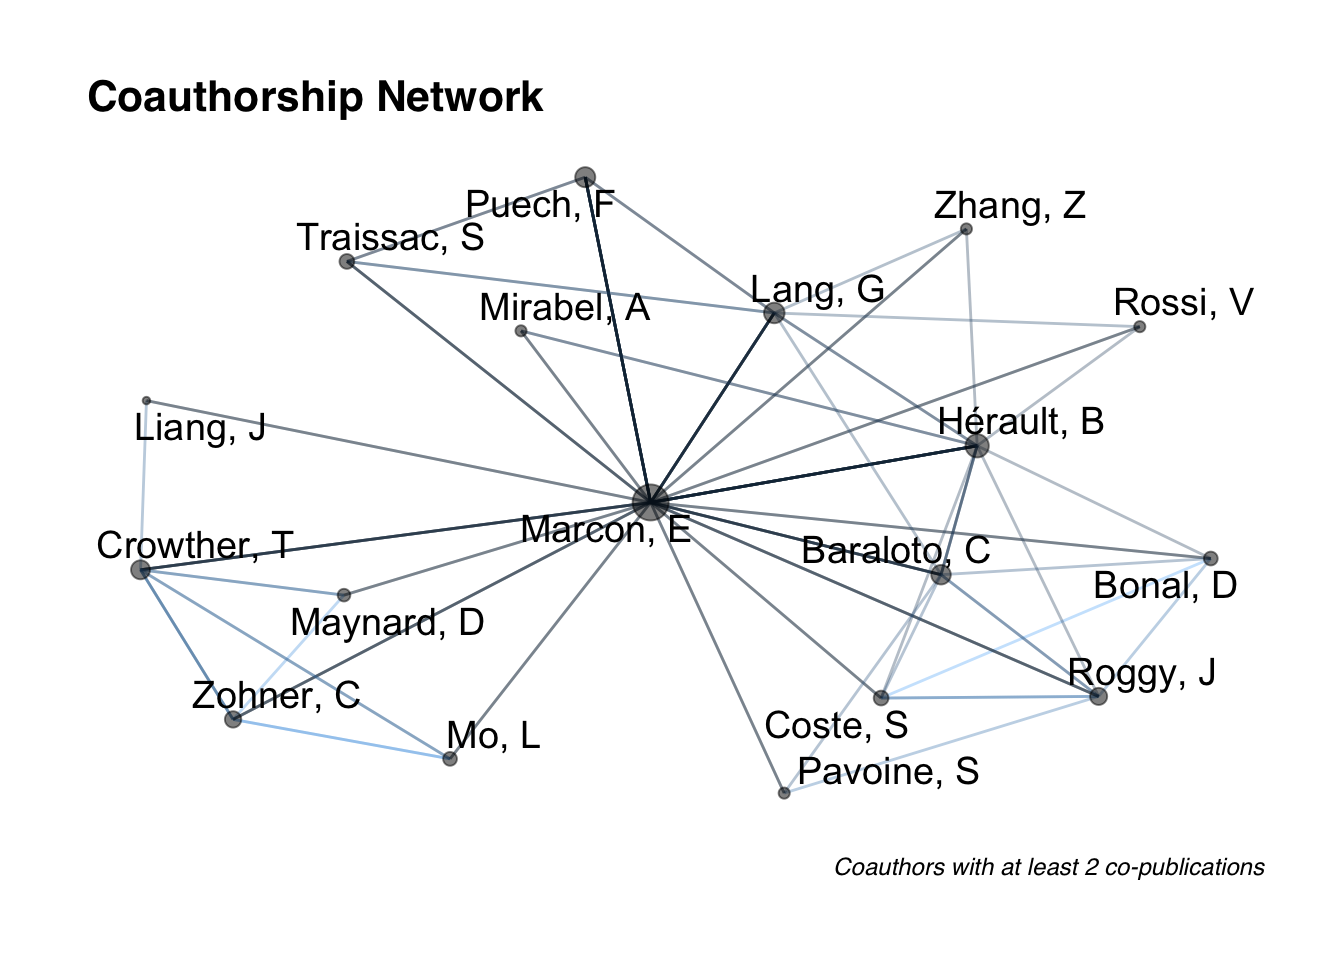 Coauthorship Network
Puech, F
Zhang, Z
Traissac, S
Lang, G
Mirabel, A
Rossi, V
Liang, J
Hérault, B
Marcon, E
Crowther, T
Baraloto, C
Bonal, D
Maynard, D
Roggy, J
Zohner, C
Coste, S
Mo, L
Pavoine, S
Coauthors with at least 2 co-publications